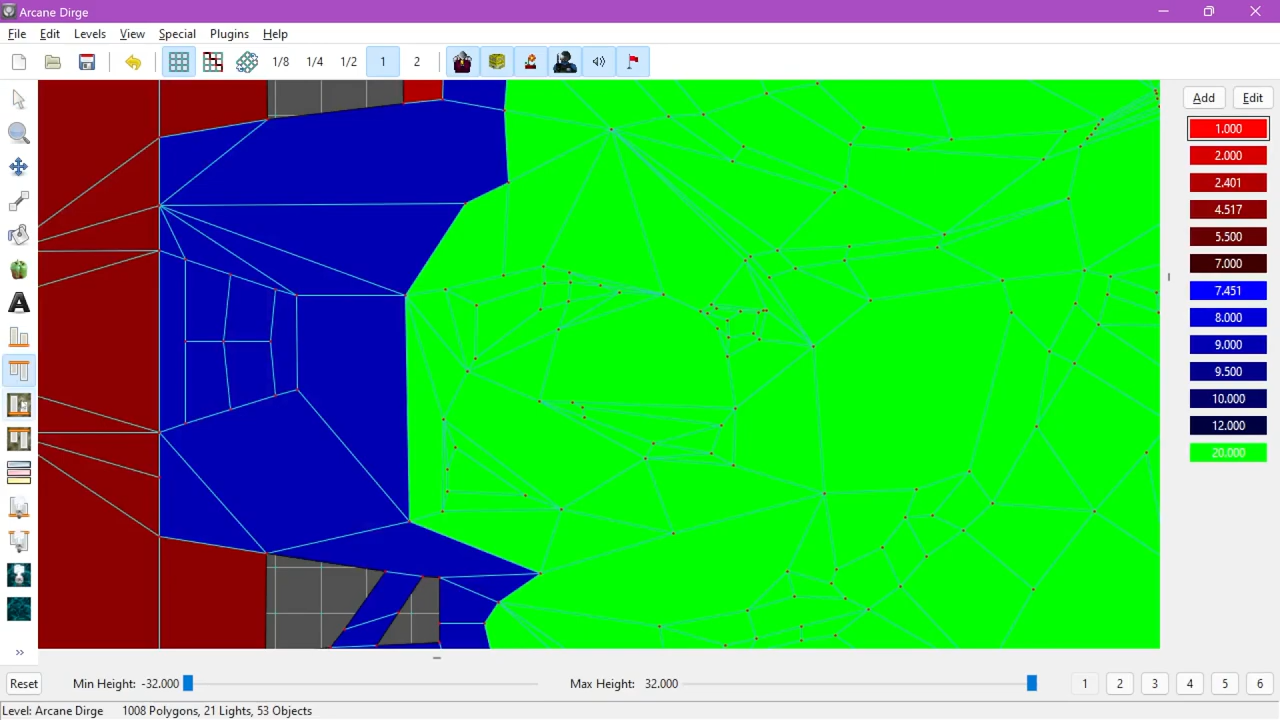 Arcane Dirge
File Edit Levels View Special Plugins Help
1/8 1/4 1/2 1 2
Add Edit
1.000
2.000
2.401
4.517
5.500
7.000
7.451
8.000
9.000
9.500
10.000
12.000
20.000
A
»
Reset Min Height: -32.000 Max Height: 32.000 1 2 3 4 5 6
Level: Arcane Dirge 1008 Polygons, 21 Lights, 53 Objects